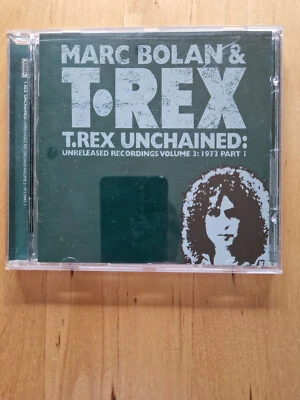 MARC BOLAN &
T•REX
T.REX UNCHAINED:
UNRELEASED RECORDINGS VOLUME 3: 1973 PART 1